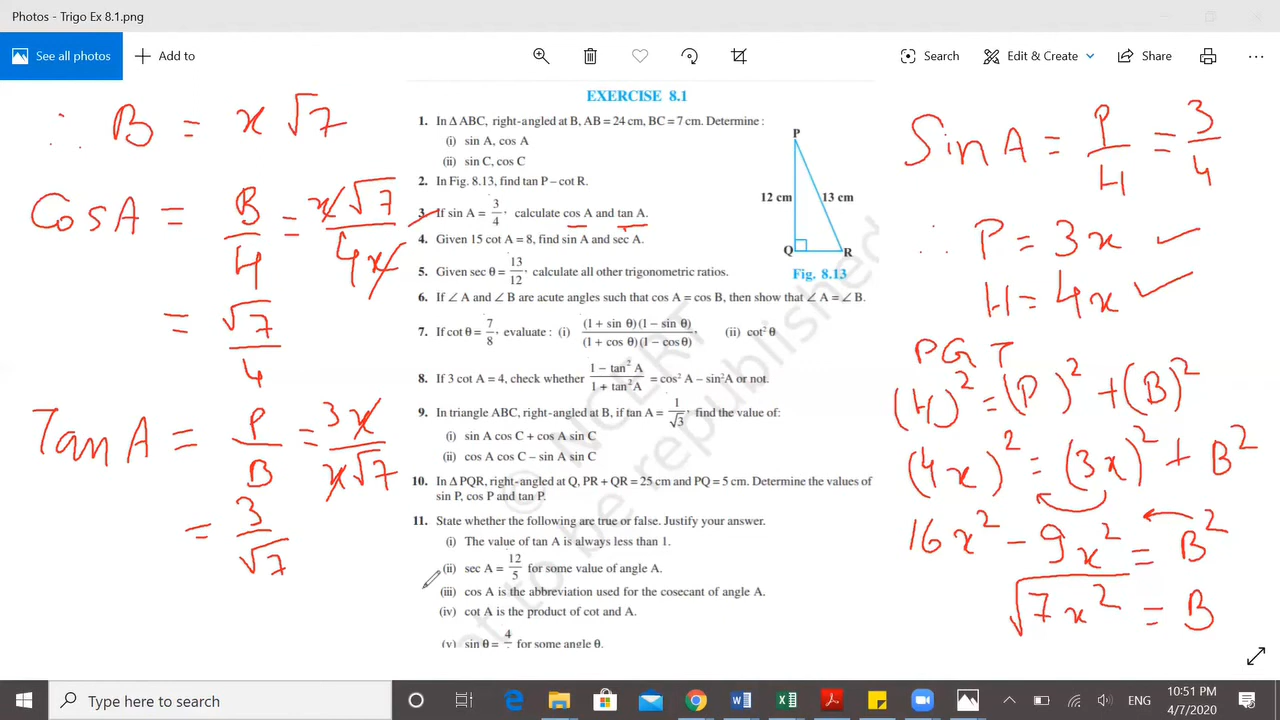 Photos - Trigo Ex 8.1.png
See all photos
Add to
Search
Edit & Create
Share
∴ B = x √7
Cos A = B/H = x√7/4x
= √7/4
Tan A = P/B = 3x/x√7
= 3/√7
EXERCISE 8.1
1. In Δ ABC, right-angled at B, AB = 24 cm, BC = 7 cm. Determine :
(i) sin A, cos A
(ii) sin C, cos C
2. In Fig. 8.13, find tan P – cot R.
3. If sin A = 3/4, calculate cos A and tan A.
4. Given 15 cot A = 8, find sin A and sec A.
5. Given sec θ = 13/12, calculate all other trigonometric ratios.
6. If ∠ A and ∠ B are acute angles such that cos A = cos B, then show that ∠ A = ∠ B.
7. If cot θ = 7/8, evaluate : (i) (1 + sin θ)(1 – sin θ)/(1 + cos θ)(1 – cos θ), (ii) cot² θ
8. If 3 cot A = 4, check whether 1 – tan² A/1 + tan² A = cos² A – sin² A or not.
9. In triangle ABC, right-angled at B, if tan A = 1/√3, find the value of:
(i) sin A cos C + cos A sin C
(ii) cos A cos C – sin A sin C
10. In Δ PQR, right-angled at Q, PR + QR = 25 cm and PQ = 5 cm. Determine the values of
sin P, cos P and tan P.
11. State whether the following are true or false. Justify your answer.
(i) The value of tan A is always less than 1.
(ii) sec A = 12/5 for some value of angle A.
(iii) cos A is the abbreviation used for the cosecant of angle A.
(iv) cot A is the product of cot and A.
(v) sin θ = 4/ for some angle θ.
P
12 cm
13 cm
Q
R
Fig. 8.13
© NCERT
not to be republished
Sin A = P/H = 3/4
∴ P = 3x ✓
H = 4x ✓
PGT
(H)² = (P)² + (B)²
(4x)² = (3x)² + B²
16x² – 9x² = B²
√7x² = B
Type here to search
ENG
10:51 PM
4/7/2020